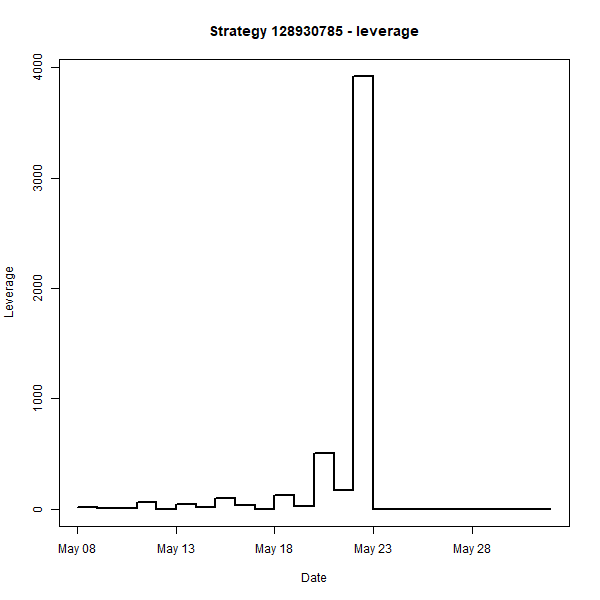 Strategy 128930785 - leverage
4000
3000
2000
1000
0
Leverage
May 08
May 13
May 18
May 23
May 28
Date